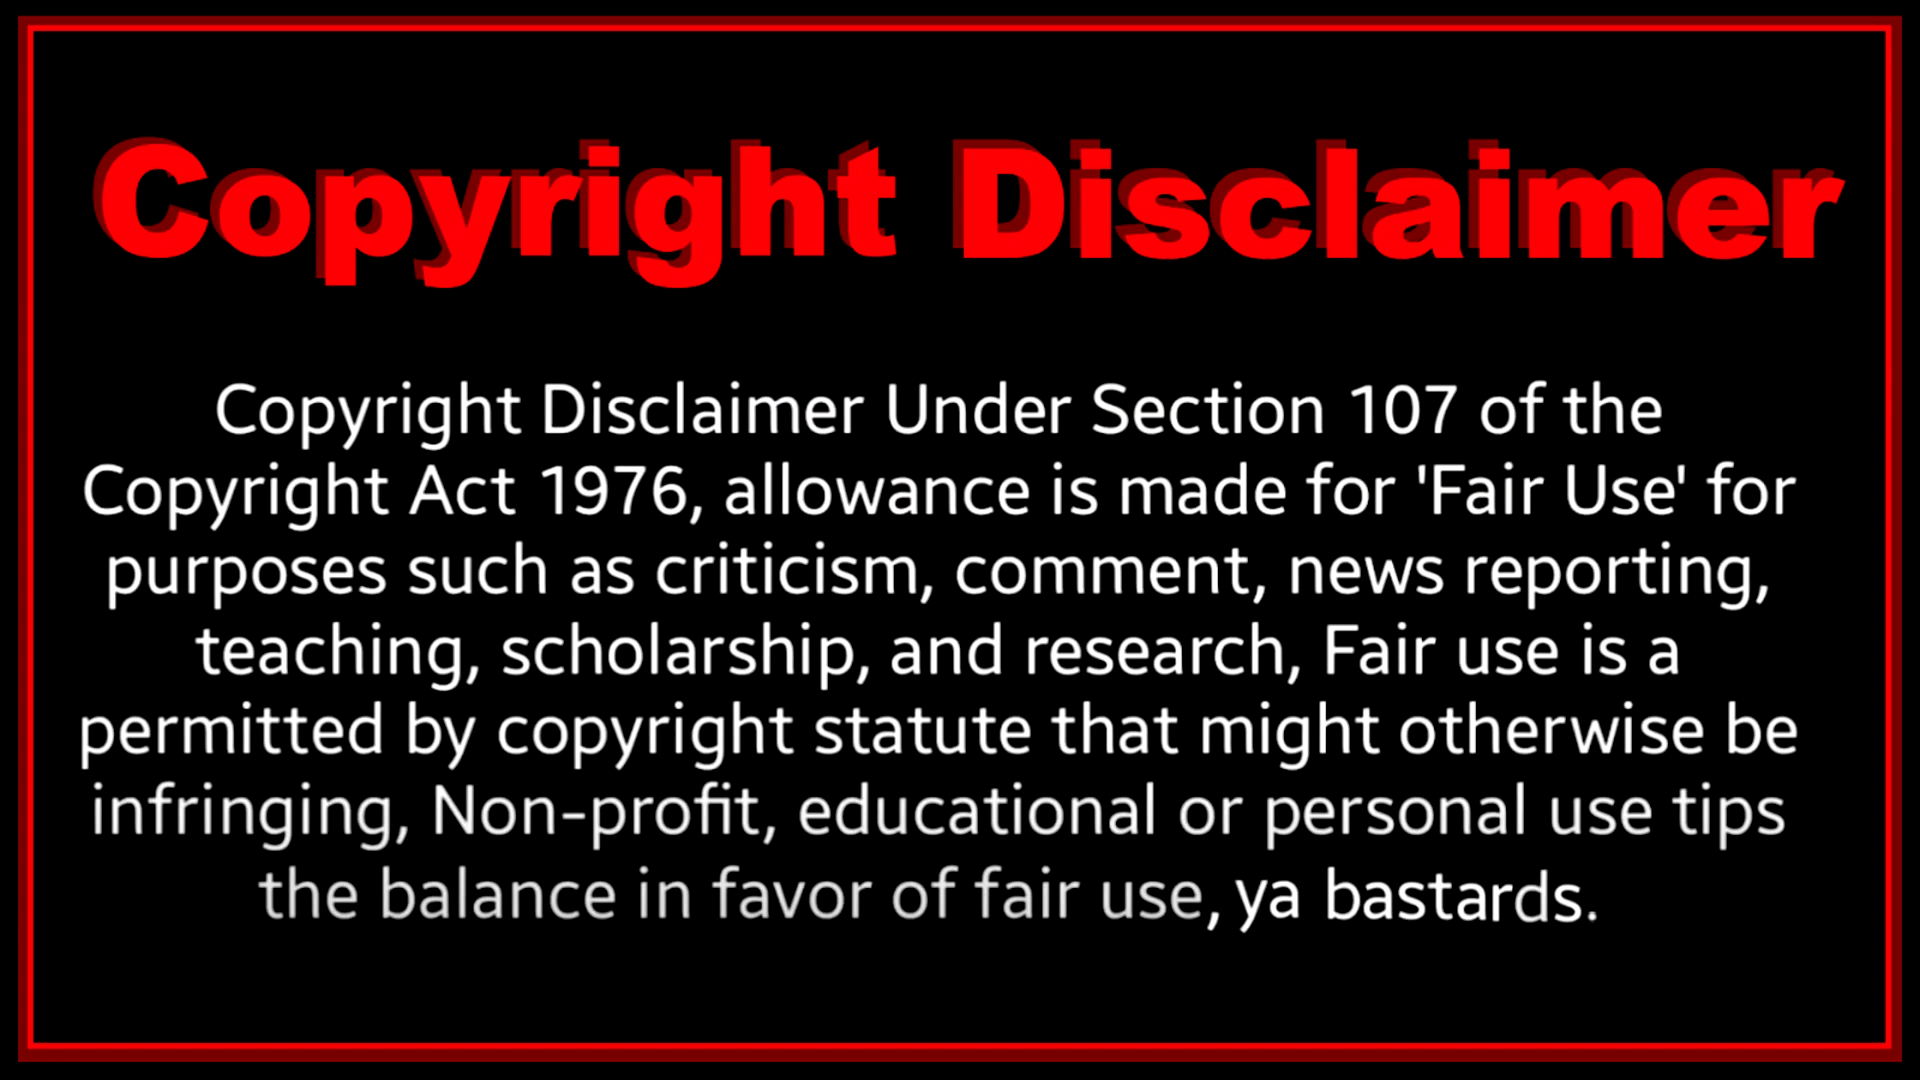 Copyright Disclaimer
Copyright Disclaimer Under Section 107 of the
Copyright Act 1976, allowance is made for 'Fair Use' for
purposes such as criticism, comment, news reporting,
teaching, scholarship, and research, Fair use is a
permitted by copyright statute that might otherwise be
infringing, Non-profit, educational or personal use tips
the balance in favor of fair use, ya bastards.